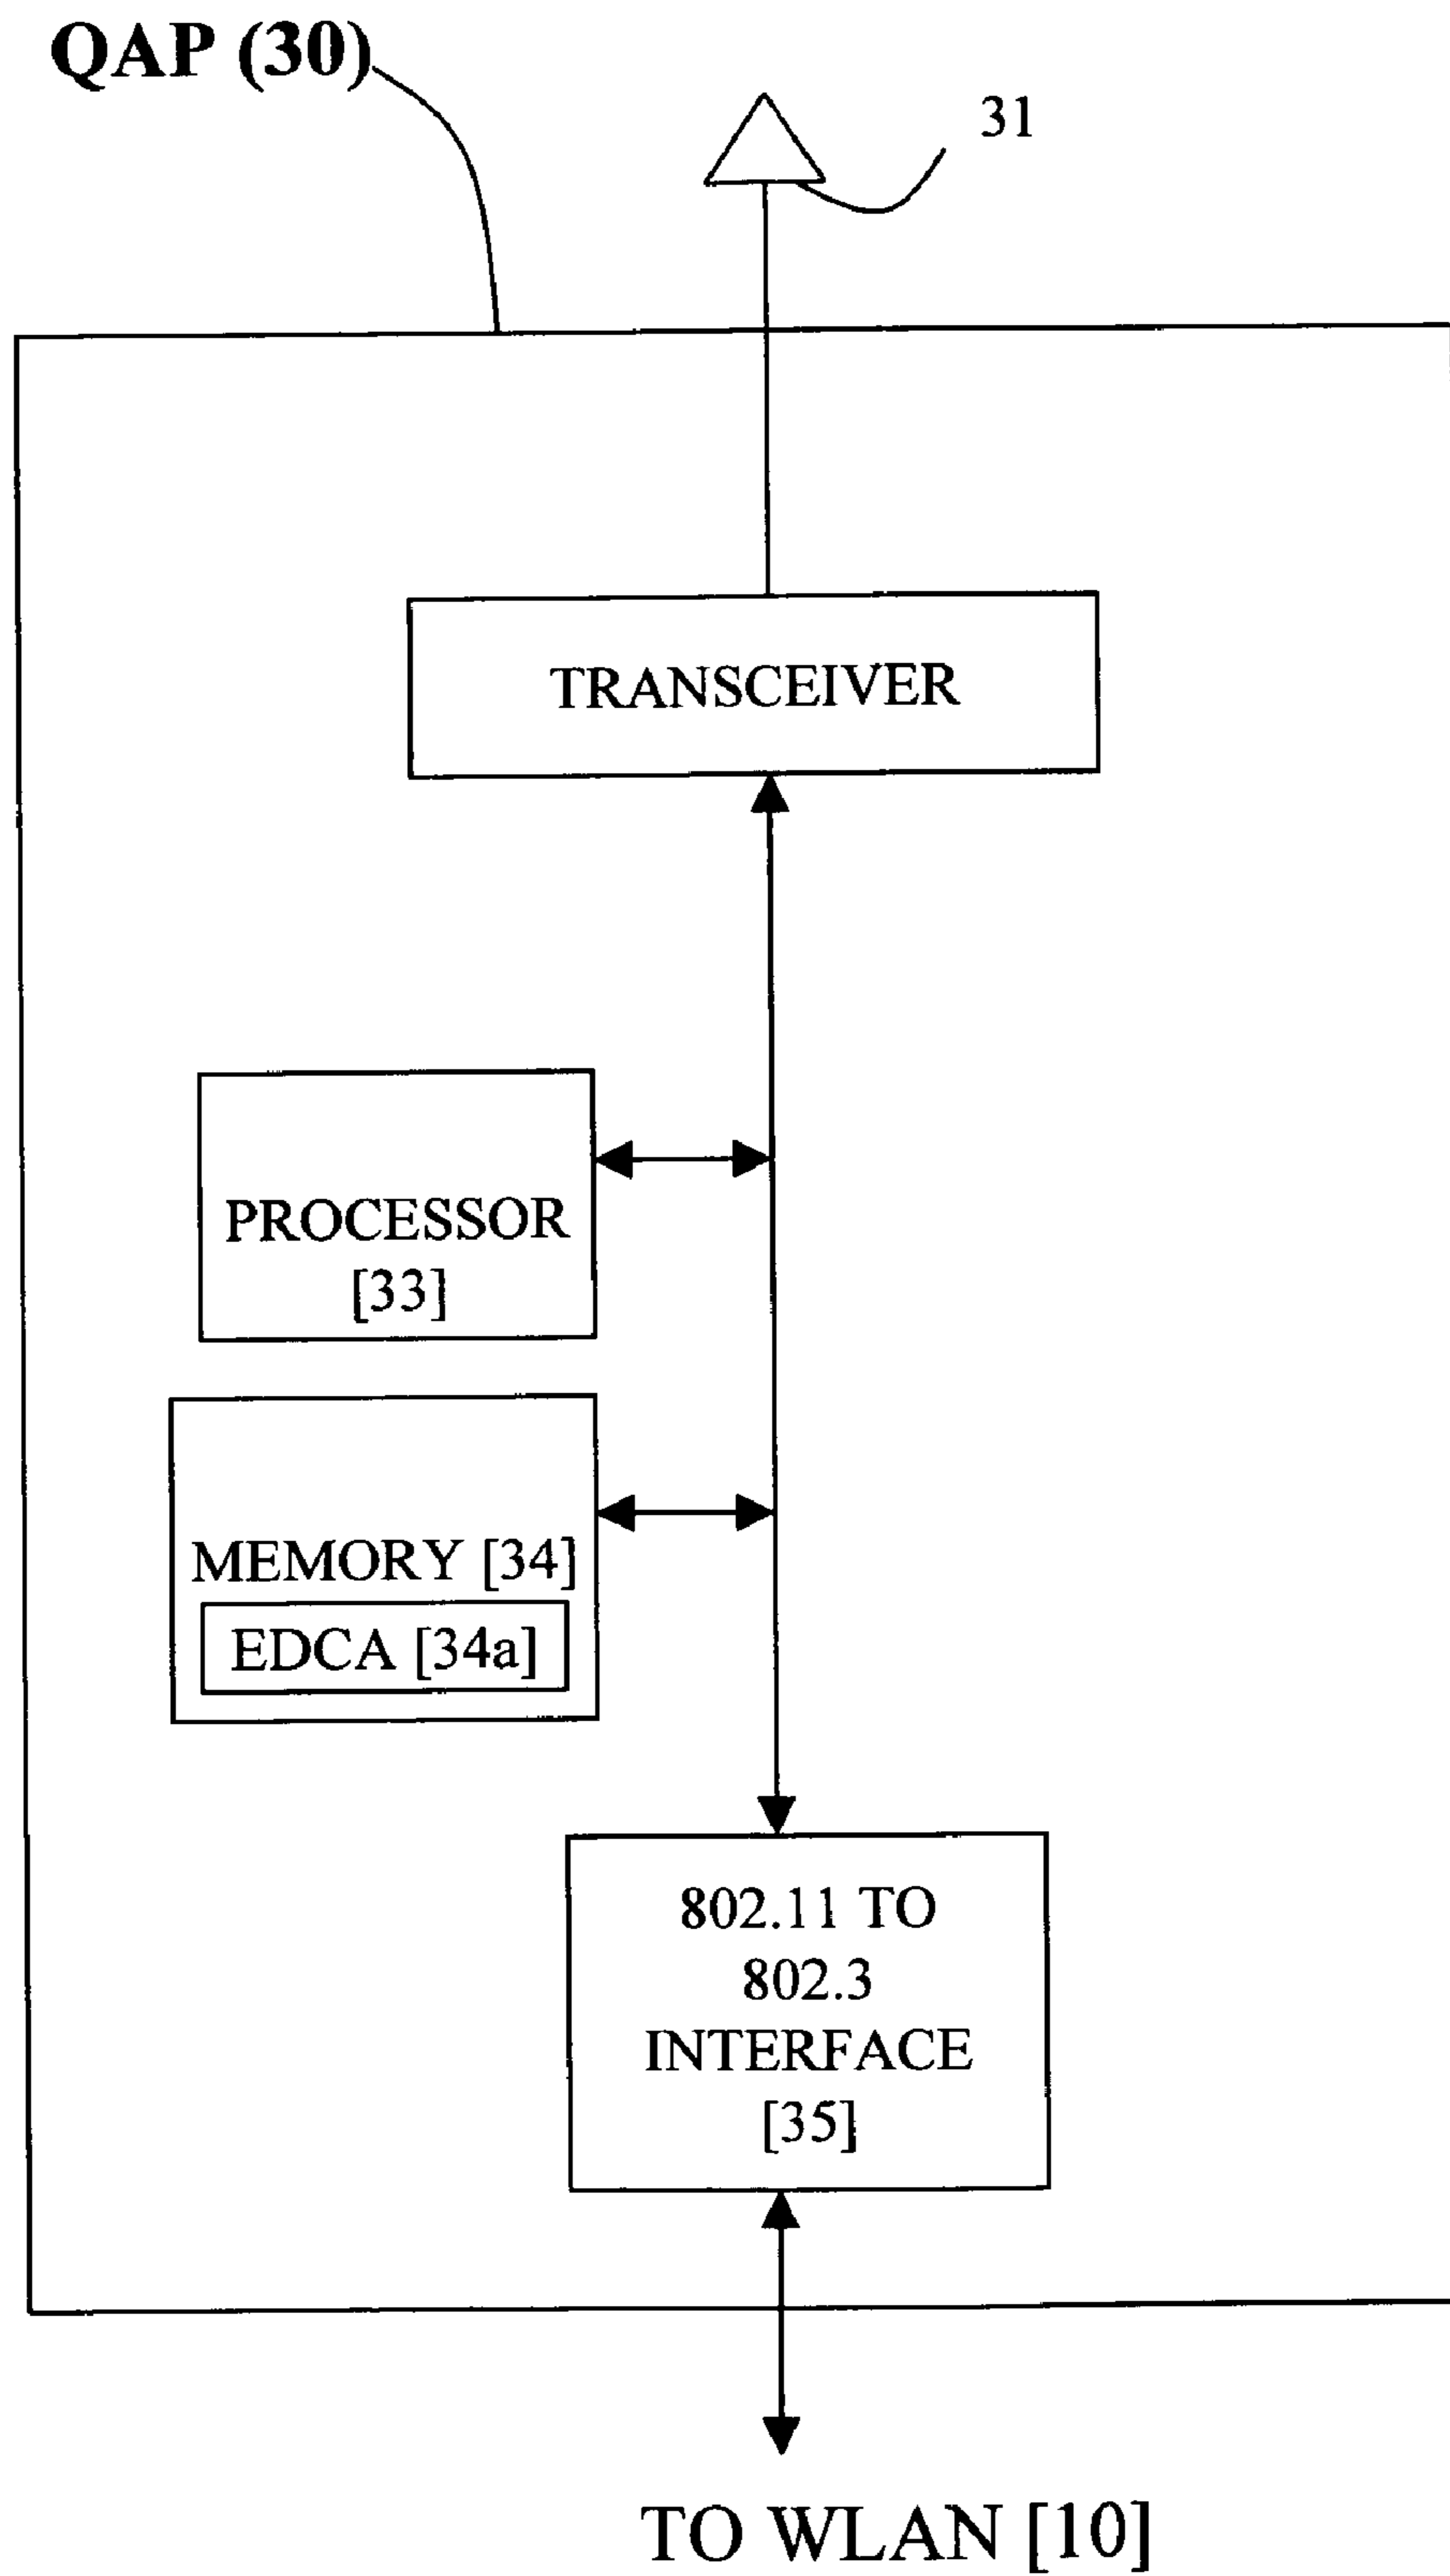 QAP (30)
31
TRANSCEIVER
PROCESSOR
[33]
MEMORY [34]
EDCA [34a]
802.11 TO
802.3
INTERFACE
[35]
TO WLAN [10]